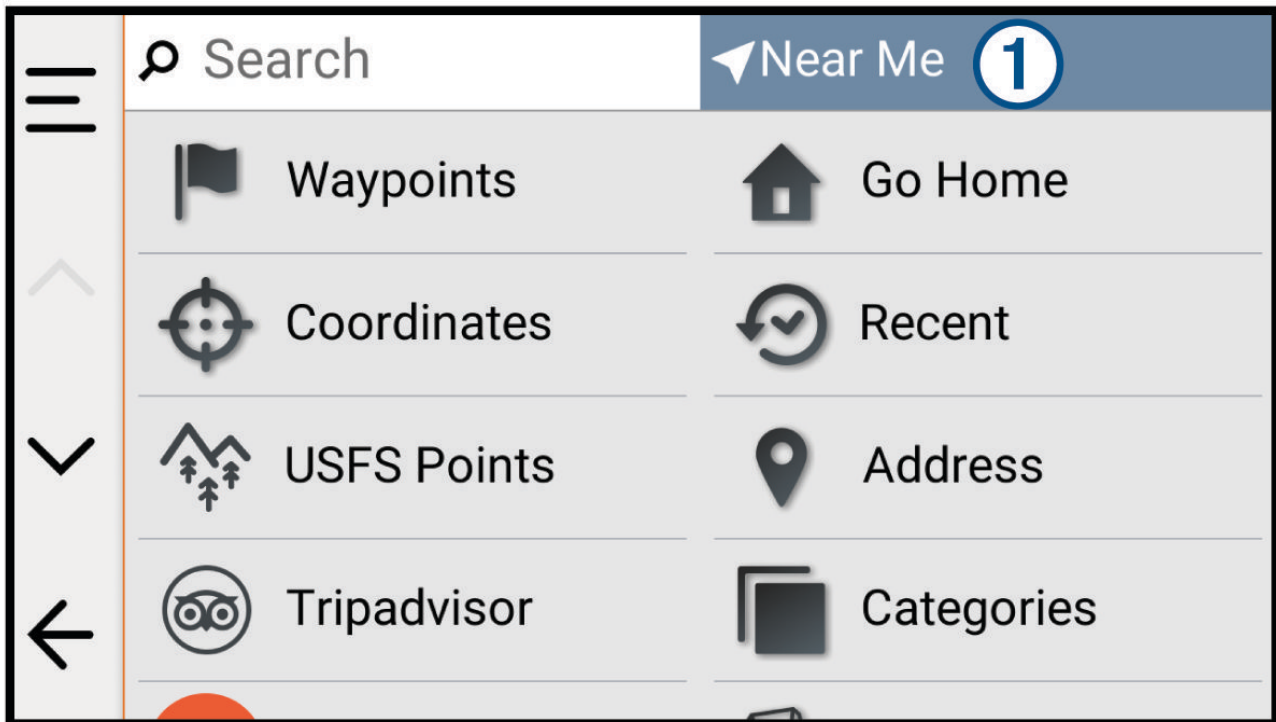 Search
Near Me 1
Waypoints
Go Home
Coordinates
Recent
USFS Points
Address
Tripadvisor
Categories